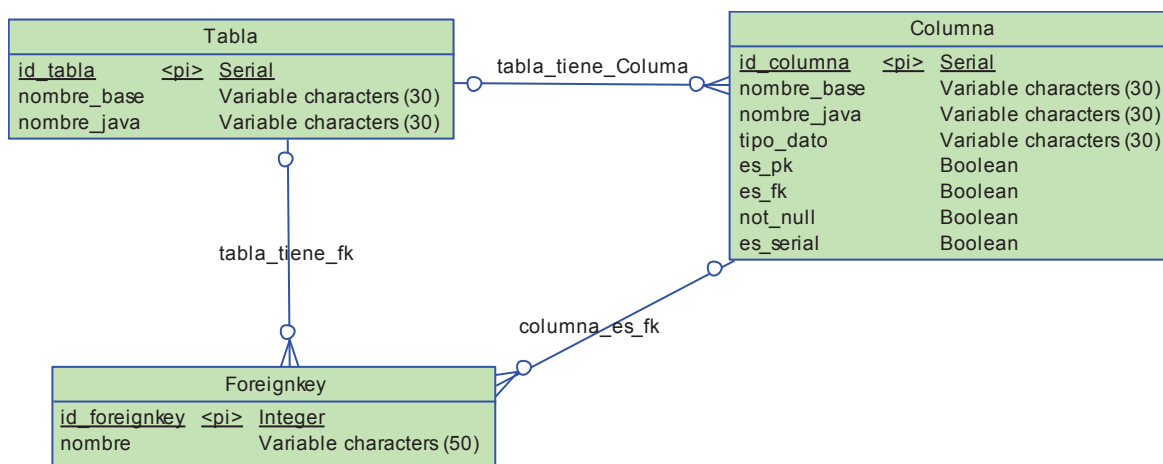 Tabla
id_tabla <pi> Serial
nombre_base Variable characters (30)
nombre_java Variable characters (30)
tabla_tiene_Columa
Columna
id_columna <pi> Serial
nombre_base Variable characters (30)
nombre_java Variable characters (30)
tipo_dato Variable characters (30)
es_pk Boolean
es_fk Boolean
not_null Boolean
es_serial Boolean
tabla_tiene_fk
columna_es_fk
Foreignkey
id_foreignkey <pi> Integer
nombre Variable characters (50)